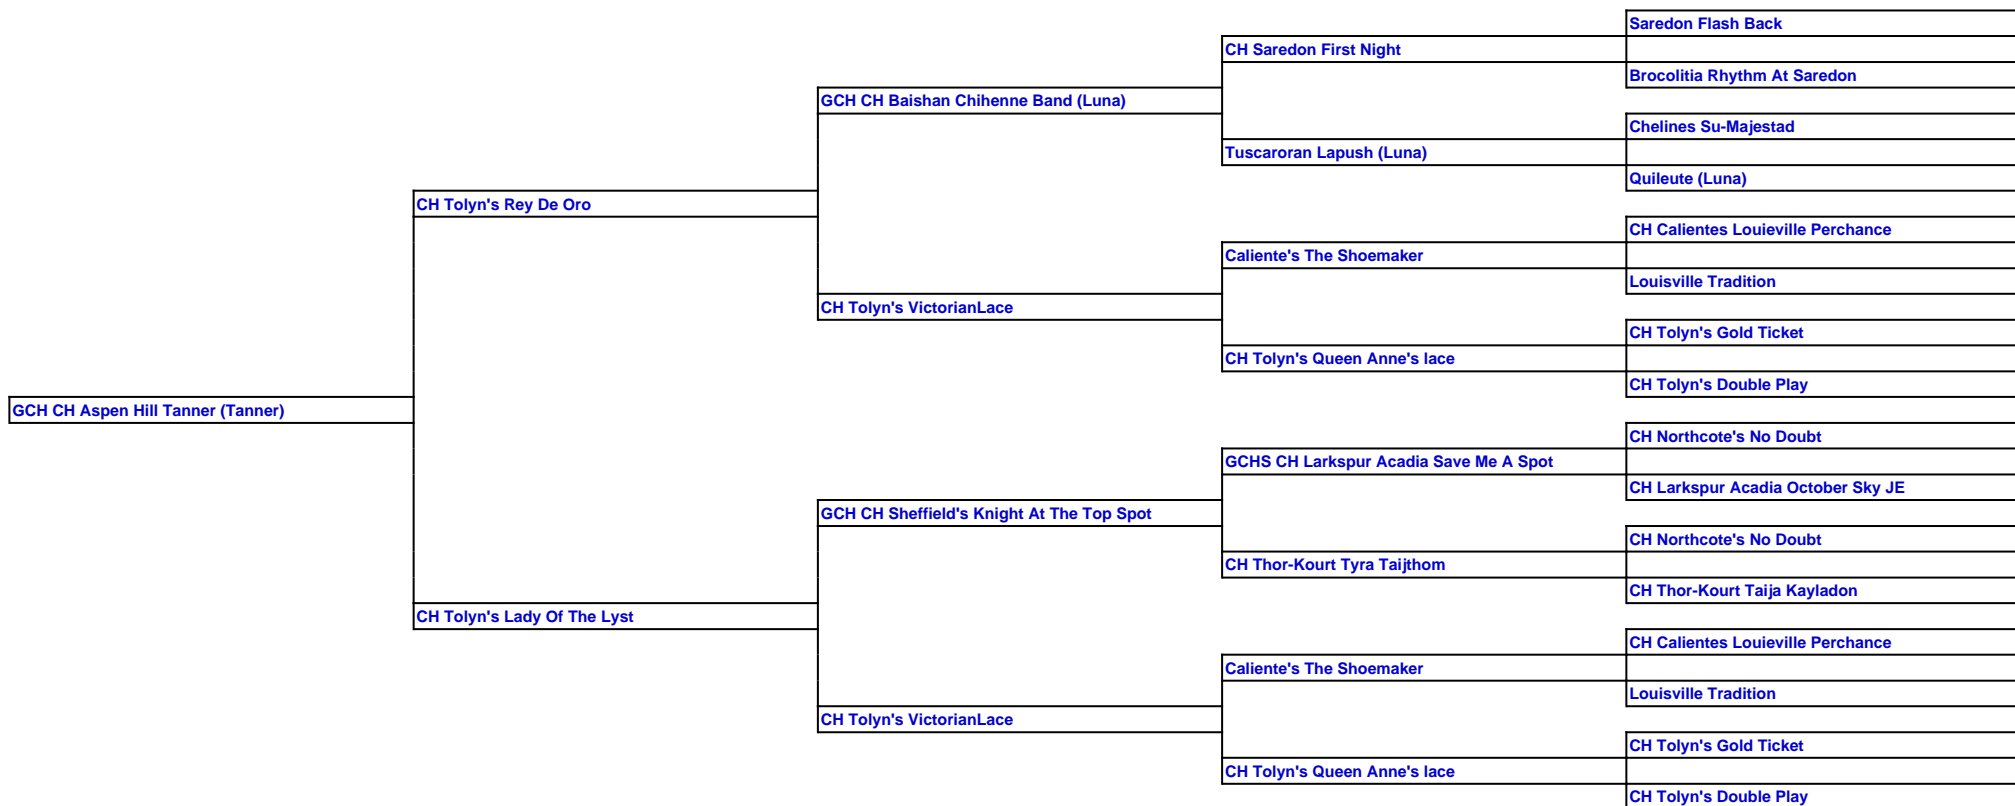 Saredon Flash Back
CH Saredon First Night
Brocolitia Rhythm At Saredon
GCH CH Baishan Chihenne Band (Luna)
Chelines Su-Majestad
Tuscaroran Lapush (Luna)
Quileute (Luna)
CH Tolyn's Rey De Oro
CH Calientes Louieville Perchance
Caliente's The Shoemaker
Louisville Tradition
CH Tolyn's VictorianLace
CH Tolyn's Gold Ticket
CH Tolyn's Queen Anne's lace
CH Tolyn's Double Play
GCH CH Aspen Hill Tanner (Tanner)
CH Northcote's No Doubt
GCHS CH Larkspur Acadia Save Me A Spot
CH Larkspur Acadia October Sky JE
GCH CH Sheffield's Knight At The Top Spot
CH Northcote's No Doubt
CH Thor-Kourt Tyra Taijthom
CH Thor-Kourt Taija Kayladon
CH Tolyn's Lady Of The Lyst
CH Calientes Louieville Perchance
Caliente's The Shoemaker
Louisville Tradition
CH Tolyn's VictorianLace
CH Tolyn's Gold Ticket
CH Tolyn's Queen Anne's lace
CH Tolyn's Double Play